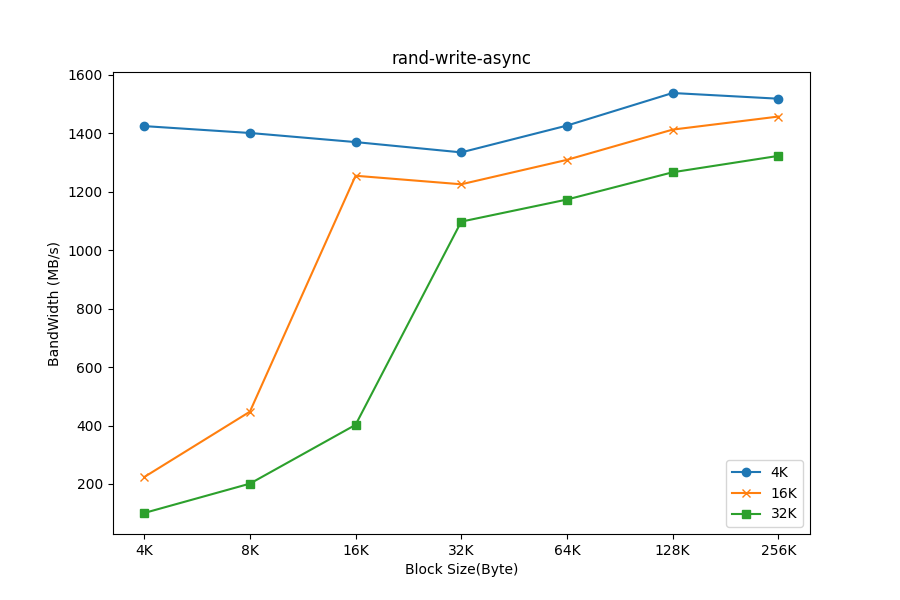 rand-write-async
BandWidth (MB/s)
1600
1400
1200
1000
800
600
400
200
4K
16K
32K
4K 8K 16K 32K 64K 128K 256K
Block Size(Byte)